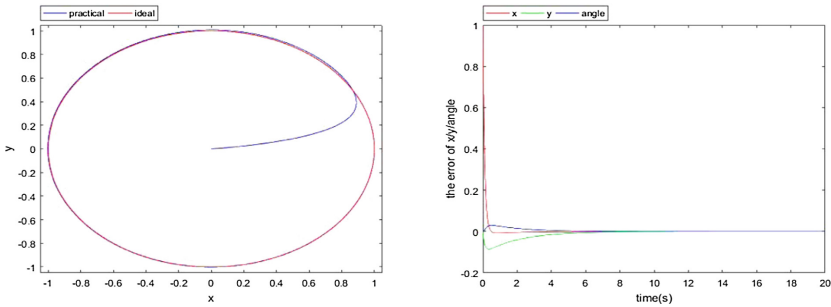 practical ideal
1
0.8
0.6
0.4
0.2
0
-0.2
-0.4
-0.6
-0.8
-1
y
-1 -0.8 -0.6 -0.4 -0.2 0 0.2 0.4 0.6 0.8 1
x
x y angle
1
0.8
0.6
0.4
0.2
0
-0.2
the error of x/y/angle
0 2 4 6 8 10 12 14 16 18 20
time(s)